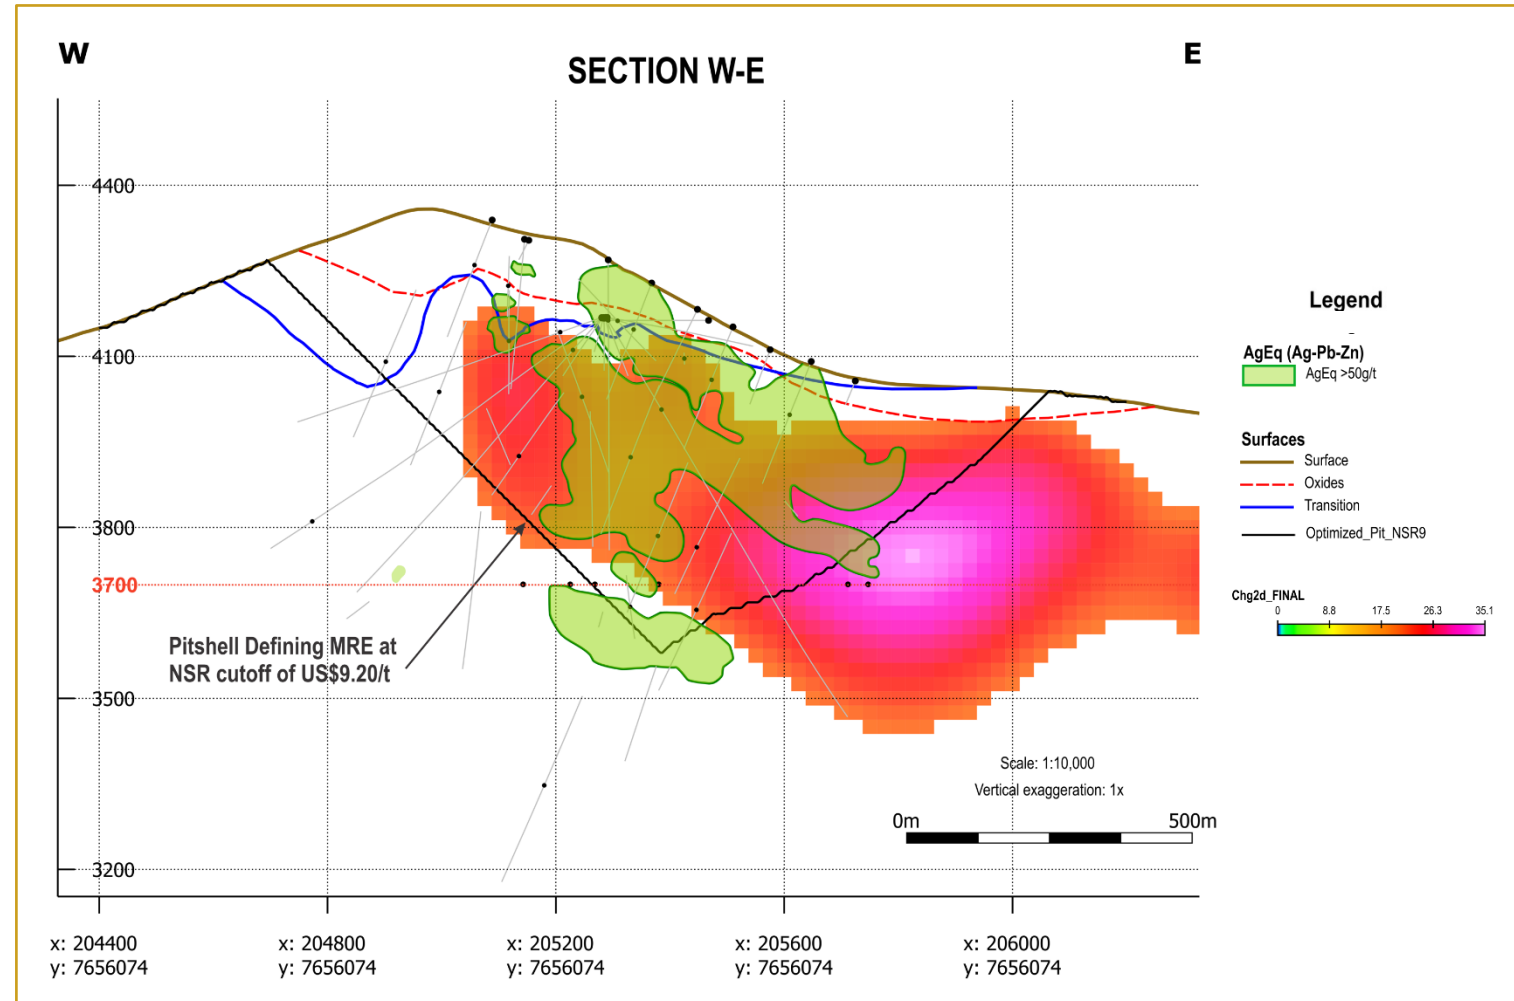 W
E
SECTION W-E
4400
4100
3800
3700
3500
3200
Pitshell Defining MRE at
NSR cutoff of US$9.20/t
Scale: 1:10,000
Vertical exaggeration: 1x
0m
500m
x: 204400
y: 7656074
x: 204800
y: 7656074
x: 205200
y: 7656074
x: 205600
y: 7656074
x: 206000
y: 7656074
Legend
AgEq (Ag-Pb-Zn)
AgEq >50g/t
Surfaces
Surface
Oxides
Transition
Optimized_Pit_NSR9
Chg2d_FINAL
0 8.8 17.5 26.3 35.1